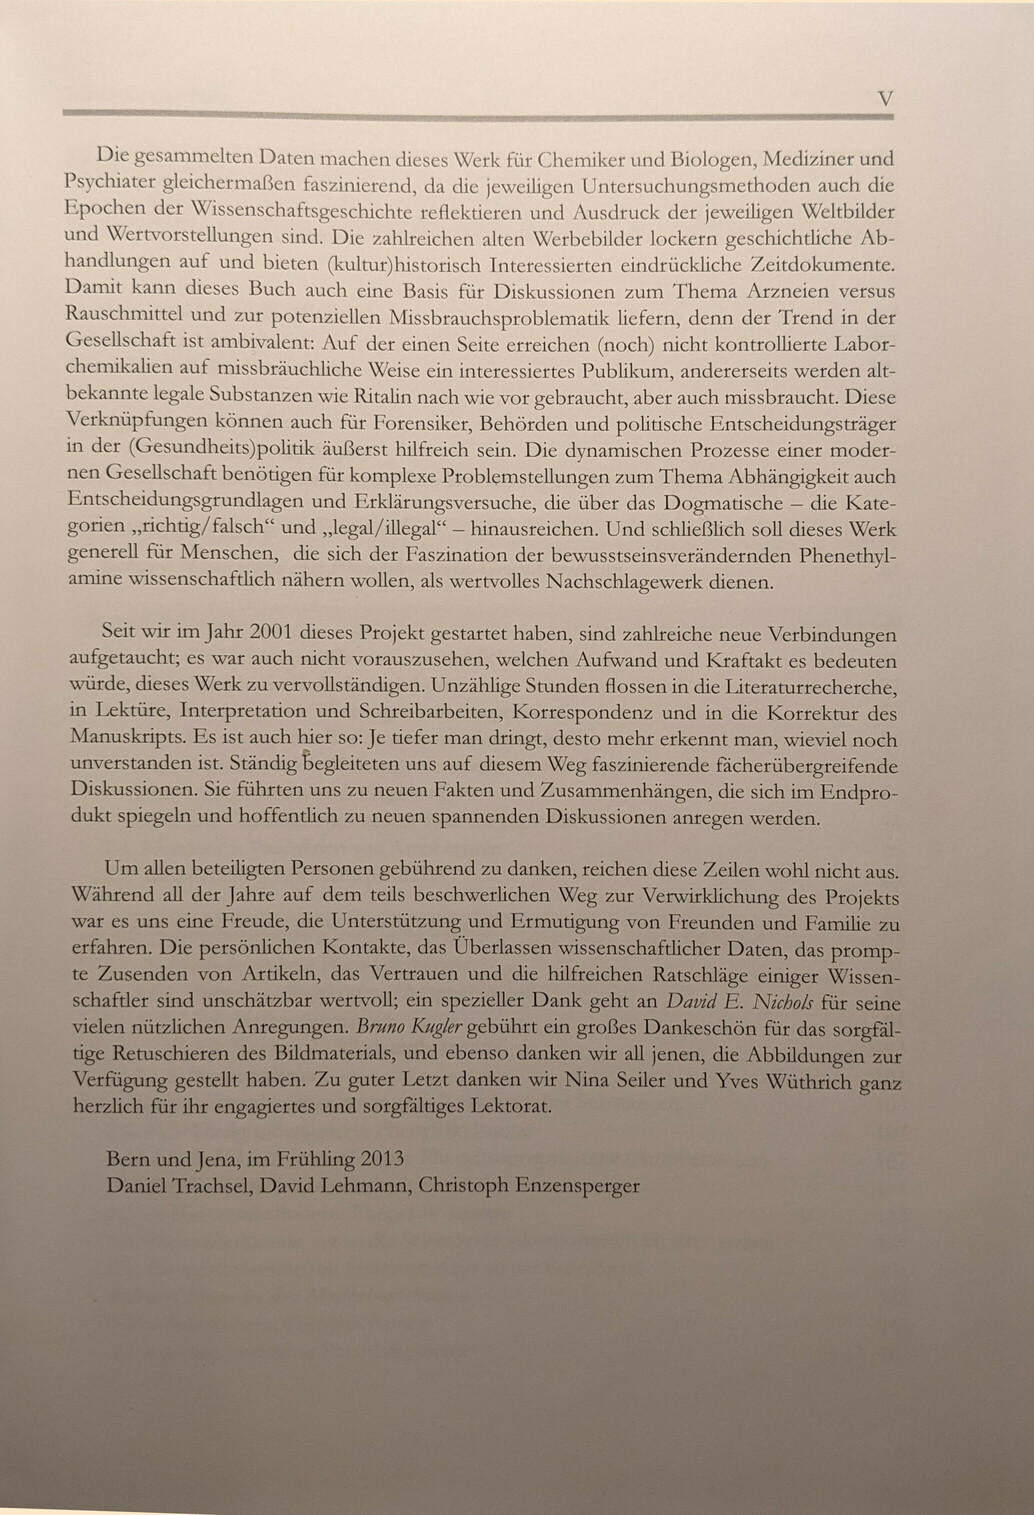 V
Die gesammelten Daten machen dieses Werk für Chemiker und Biologen, Mediziner und
Psychiater gleichermaßen faszinierend, da die jeweiligen Untersuchungsmethoden auch die
Epochen der Wissenschaftsgeschichte reflektieren und Ausdruck der jeweiligen Weltbilder
und Wertvorstellungen sind. Die zahlreichen alten Werbebilder lockern geschichtliche Ab-
handlungen auf und bieten (kultur)historisch Interessierten eindrückliche Zeitdokumente.
Damit kann dieses Buch auch eine Basis für Diskussionen zum Thema Arzneien versus
Rauschmittel und zur potenziellen Missbrauchsproblematik liefern, denn der Trend in der
Gesellschaft ist ambivalent: Auf der einen Seite erreichen (noch) nicht kontrollierte Labor-
chemikalien auf missbräuchliche Weise ein interessiertes Publikum, andererseits werden alt-
bekannte legale Substanzen wie Ritalin nach wie vor gebraucht, aber auch missbraucht. Diese
Verknüpfungen können auch für Forensiker, Behörden und politische Entscheidungsträger
in der (Gesundheits)politik äußerst hilfreich sein. Die dynamischen Prozesse einer moder-
nen Gesellschaft benötigen für komplexe Problemstellungen zum Thema Abhängigkeit auch
Entscheidungsgrundlagen und Erklärungsversuche, die über das Dogmatische – die Kate-
gorien „richtig/falsch“ und „legal/illegal“ – hinausreichen. Und schließlich soll dieses Werk
generell für Menschen, die sich der Faszination der bewusstseinsverändernden Phenethyl-
amine wissenschaftlich nähern wollen, als wertvolles Nachschlagewerk dienen.
Seit wir im Jahr 2001 dieses Projekt gestartet haben, sind zahlreiche neue Verbindungen
aufgetaucht; es war auch nicht vorauszusehen, welchen Aufwand und Kraftakt es bedeuten
würde, dieses Werk zu vervollständigen. Unzählige Stunden flossen in die Literaturrecherche,
in Lektüre, Interpretation und Schreibarbeiten, Korrespondenz und in die Korrektur des
Manuskripts. Es ist auch hier so: Je tiefer man dringt, desto mehr erkennt man, wieviel noch
unverstanden ist. Ständig begleiteten uns auf diesem Weg faszinierende fächerübergreifende
Diskussionen. Sie führten uns zu neuen Fakten und Zusammenhängen, die sich im Endpro-
dukt spiegeln und hoffentlich zu neuen spannenden Diskussionen anregen werden.
Um allen beteiligten Personen gebührend zu danken, reichen diese Zeilen wohl nicht aus.
Während all der Jahre auf dem teils beschwerlichen Weg zur Verwirklichung des Projekts
war es uns eine Freude, die Unterstützung und Ermutigung von Freunden und Familie zu
erfahren. Die persönlichen Kontakte, das Überlassen wissenschaftlicher Daten, das promp-
te Zusenden von Artikeln, das Vertrauen und die hilfreichen Ratschläge einiger Wissen-
schaftler sind unschätzbar wertvoll; ein spezieller Dank geht an David E. Nichols für seine
vielen nützlichen Anregungen. Bruno Kugler gebührt ein großes Dankeschön für das sorgfäl-
tige Retuschieren des Bildmaterials, und ebenso danken wir all jenen, die Abbildungen zur
Verfügung gestellt haben. Zu guter Letzt danken wir Nina Seiler und Yves Wüthrich ganz
herzlich für ihr engagiertes und sorgfältiges Lektorat.
Bern und Jena, im Frühling 2013
Daniel Trachsel, David Lehmann, Christoph Enzensperger